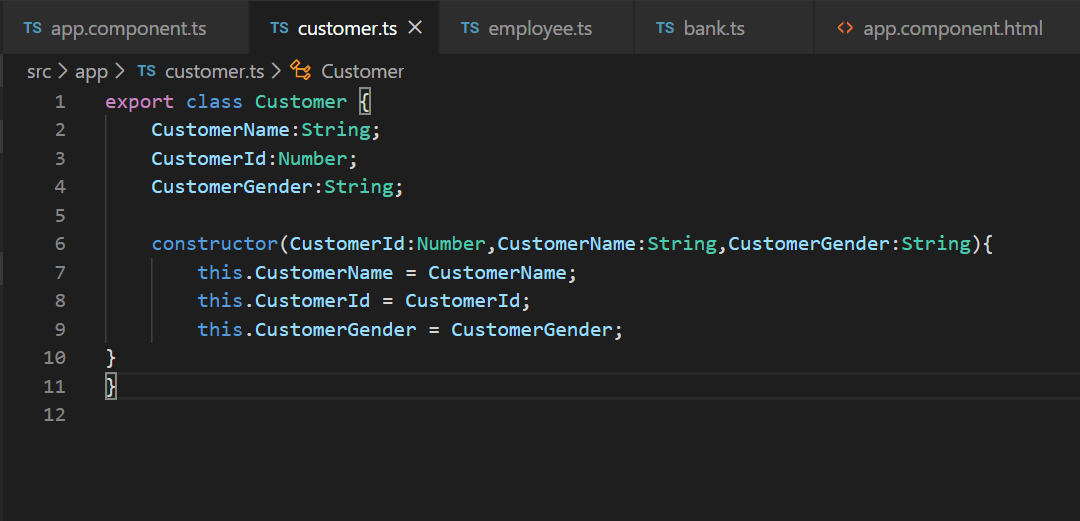 TS app.component.ts TS customer.ts × TS employee.ts TS bank.ts <> app.component.html
src > app > TS customer.ts > Customer
1 export class Customer {
2     CustomerName:String;
3     CustomerId:Number;
4     CustomerGender:String;
5
6     constructor(CustomerId:Number,CustomerName:String,CustomerGender:String){
7         this.CustomerName = CustomerName;
8         this.CustomerId = CustomerId;
9         this.CustomerGender = CustomerGender;
10 }
11 }
12